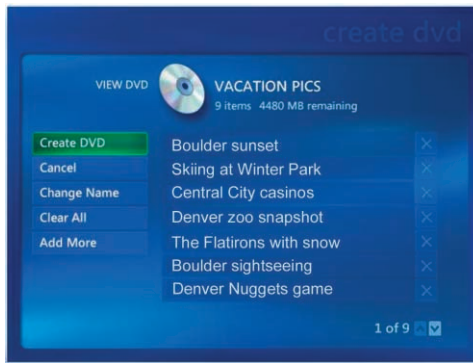 create dvd
VIEW DVD
VACATION PICS
9 items 4480 MB remaining
Create DVD
Cancel
Change Name
Clear All
Add More
Boulder sunset
Skiing at Winter Park
Central City casinos
Denver zoo snapshot
The Flatirons with snow
Boulder sightseeing
Denver Nuggets game
1 of 9